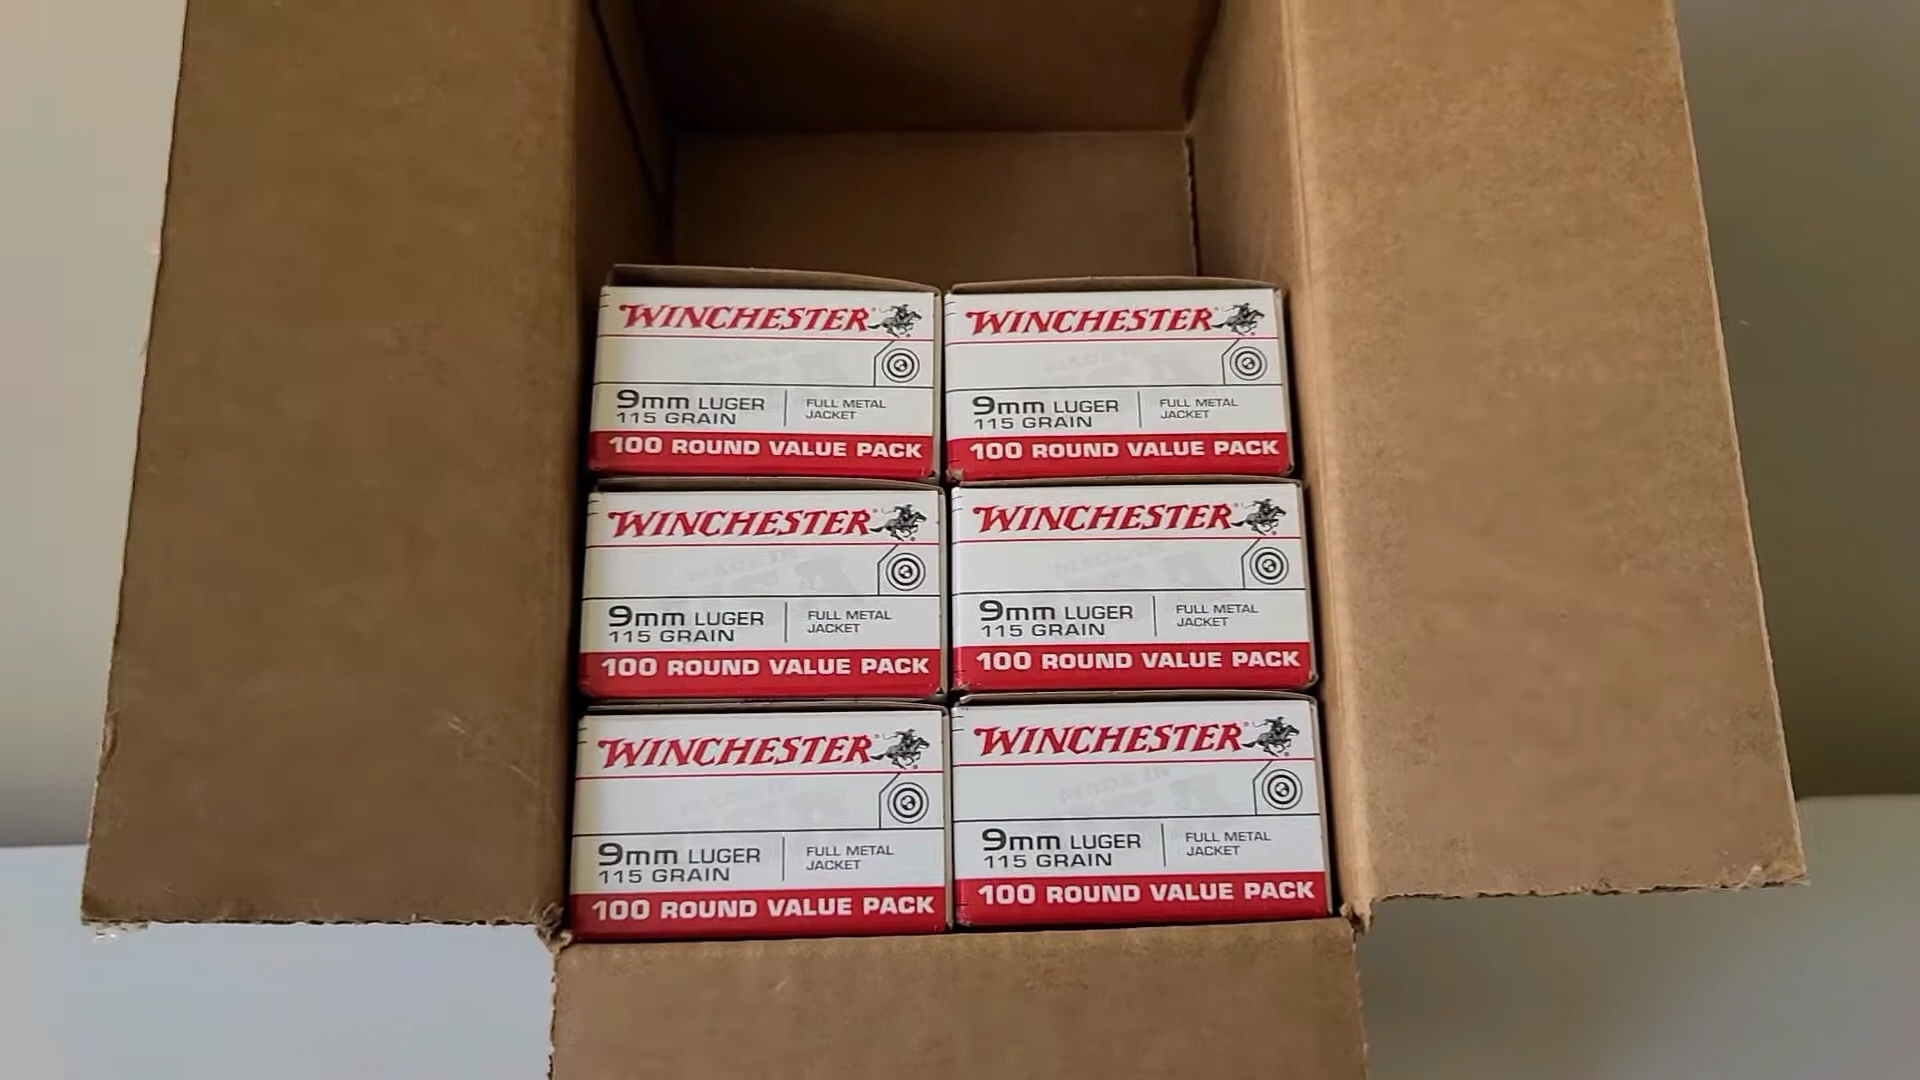 WINCHESTER
9mm LUGER
115 GRAIN
FULL METAL
JACKET
100 ROUND VALUE PACK
WINCHESTER
9mm LUGER
115 GRAIN
FULL METAL
JACKET
100 ROUND VALUE PACK
WINCHESTER
9mm LUGER
115 GRAIN
FULL METAL
JACKET
100 ROUND VALUE PACK
WINCHESTER
9mm LUGER
115 GRAIN
FULL METAL
JACKET
100 ROUND VALUE PACK
WINCHESTER
9mm LUGER
115 GRAIN
FULL METAL
JACKET
100 ROUND VALUE PACK
WINCHESTER
9mm LUGER
115 GRAIN
FULL METAL
JACKET
100 ROUND VALUE PACK